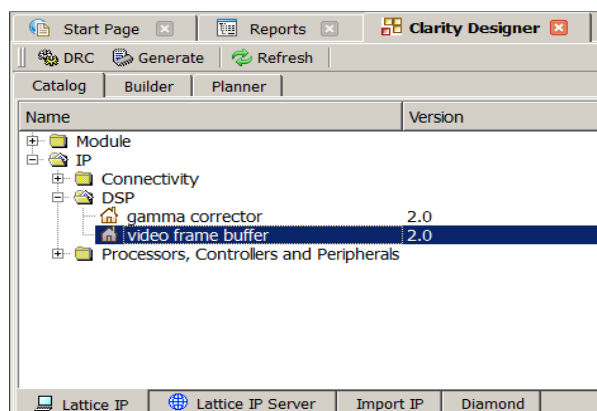 Start Page Reports Clarity Designer
DRC Generate Refresh
Catalog Builder Planner
Name Version
Module
IP
Connectivity
DSP
gamma corrector 2.0
video frame buffer 2.0
Processors, Controllers and Peripherals
Lattice IP Lattice IP Server Import IP Diamond